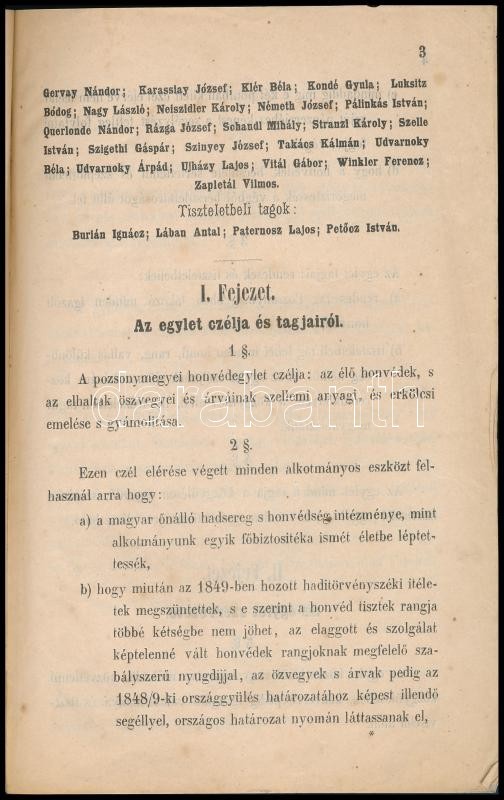 3
Gervay Nándor; Karasslay József; Klér Béla; Kondé Gyula; Luksitz
Bódog; Nagy László; Neiszidler Károly; Németh József; Pálinkás István;
Querlonde Nándor; Rázga József; Schandl Mihály; Stranzl Károly; Szelle
István; Szigethi Gáspár; Szinyey József; Takács Kálmán; Udvarnoky
Béla; Udvarnoky Árpád; Ujházy Lajos; Vitál Gábor; Winkler Ferencz;
Zapletál Vilmos.
Tiszteletbeli tagok:
Burián Ignácz; Lában Antal; Paternosz Lajos; Petőcz István.
I. Fejezet.
Az egylet czélja és tagjairól.
1 §.
A pozsonymegyei honvédegylet czélja: az élő honvédek, s
az elhaltak öszvegyei és árváinak szellemi anyagi, és erkölcsi
emelése s gyámolitása.
darabanth
2 §.
Ezen czél elérése végett minden alkotmányos eszközt fel-
használ arra hogy:
a) a magyar önálló hadsereg s honvédség intézménye, mint
alkotmányunk egyik főbiztositéka ismét életbe léptet-
tessék,
b) hogy miután az 1849-ben hozott haditörvényszéki itéle-
tek megszüntettek, s e szerint a honvéd tisztek rangja
többé kétségbe nem jöhet, az elaggott és szolgálat
képtelenné vált honvédek rangjoknak megfelelő sza-
bályszerü nyugdijjal, az özvegyek s árvak pedig az
1848/9-ki országgyülés határozatához képest illendő
segéllyel, országos határozat nyomán láttassanak el,
*